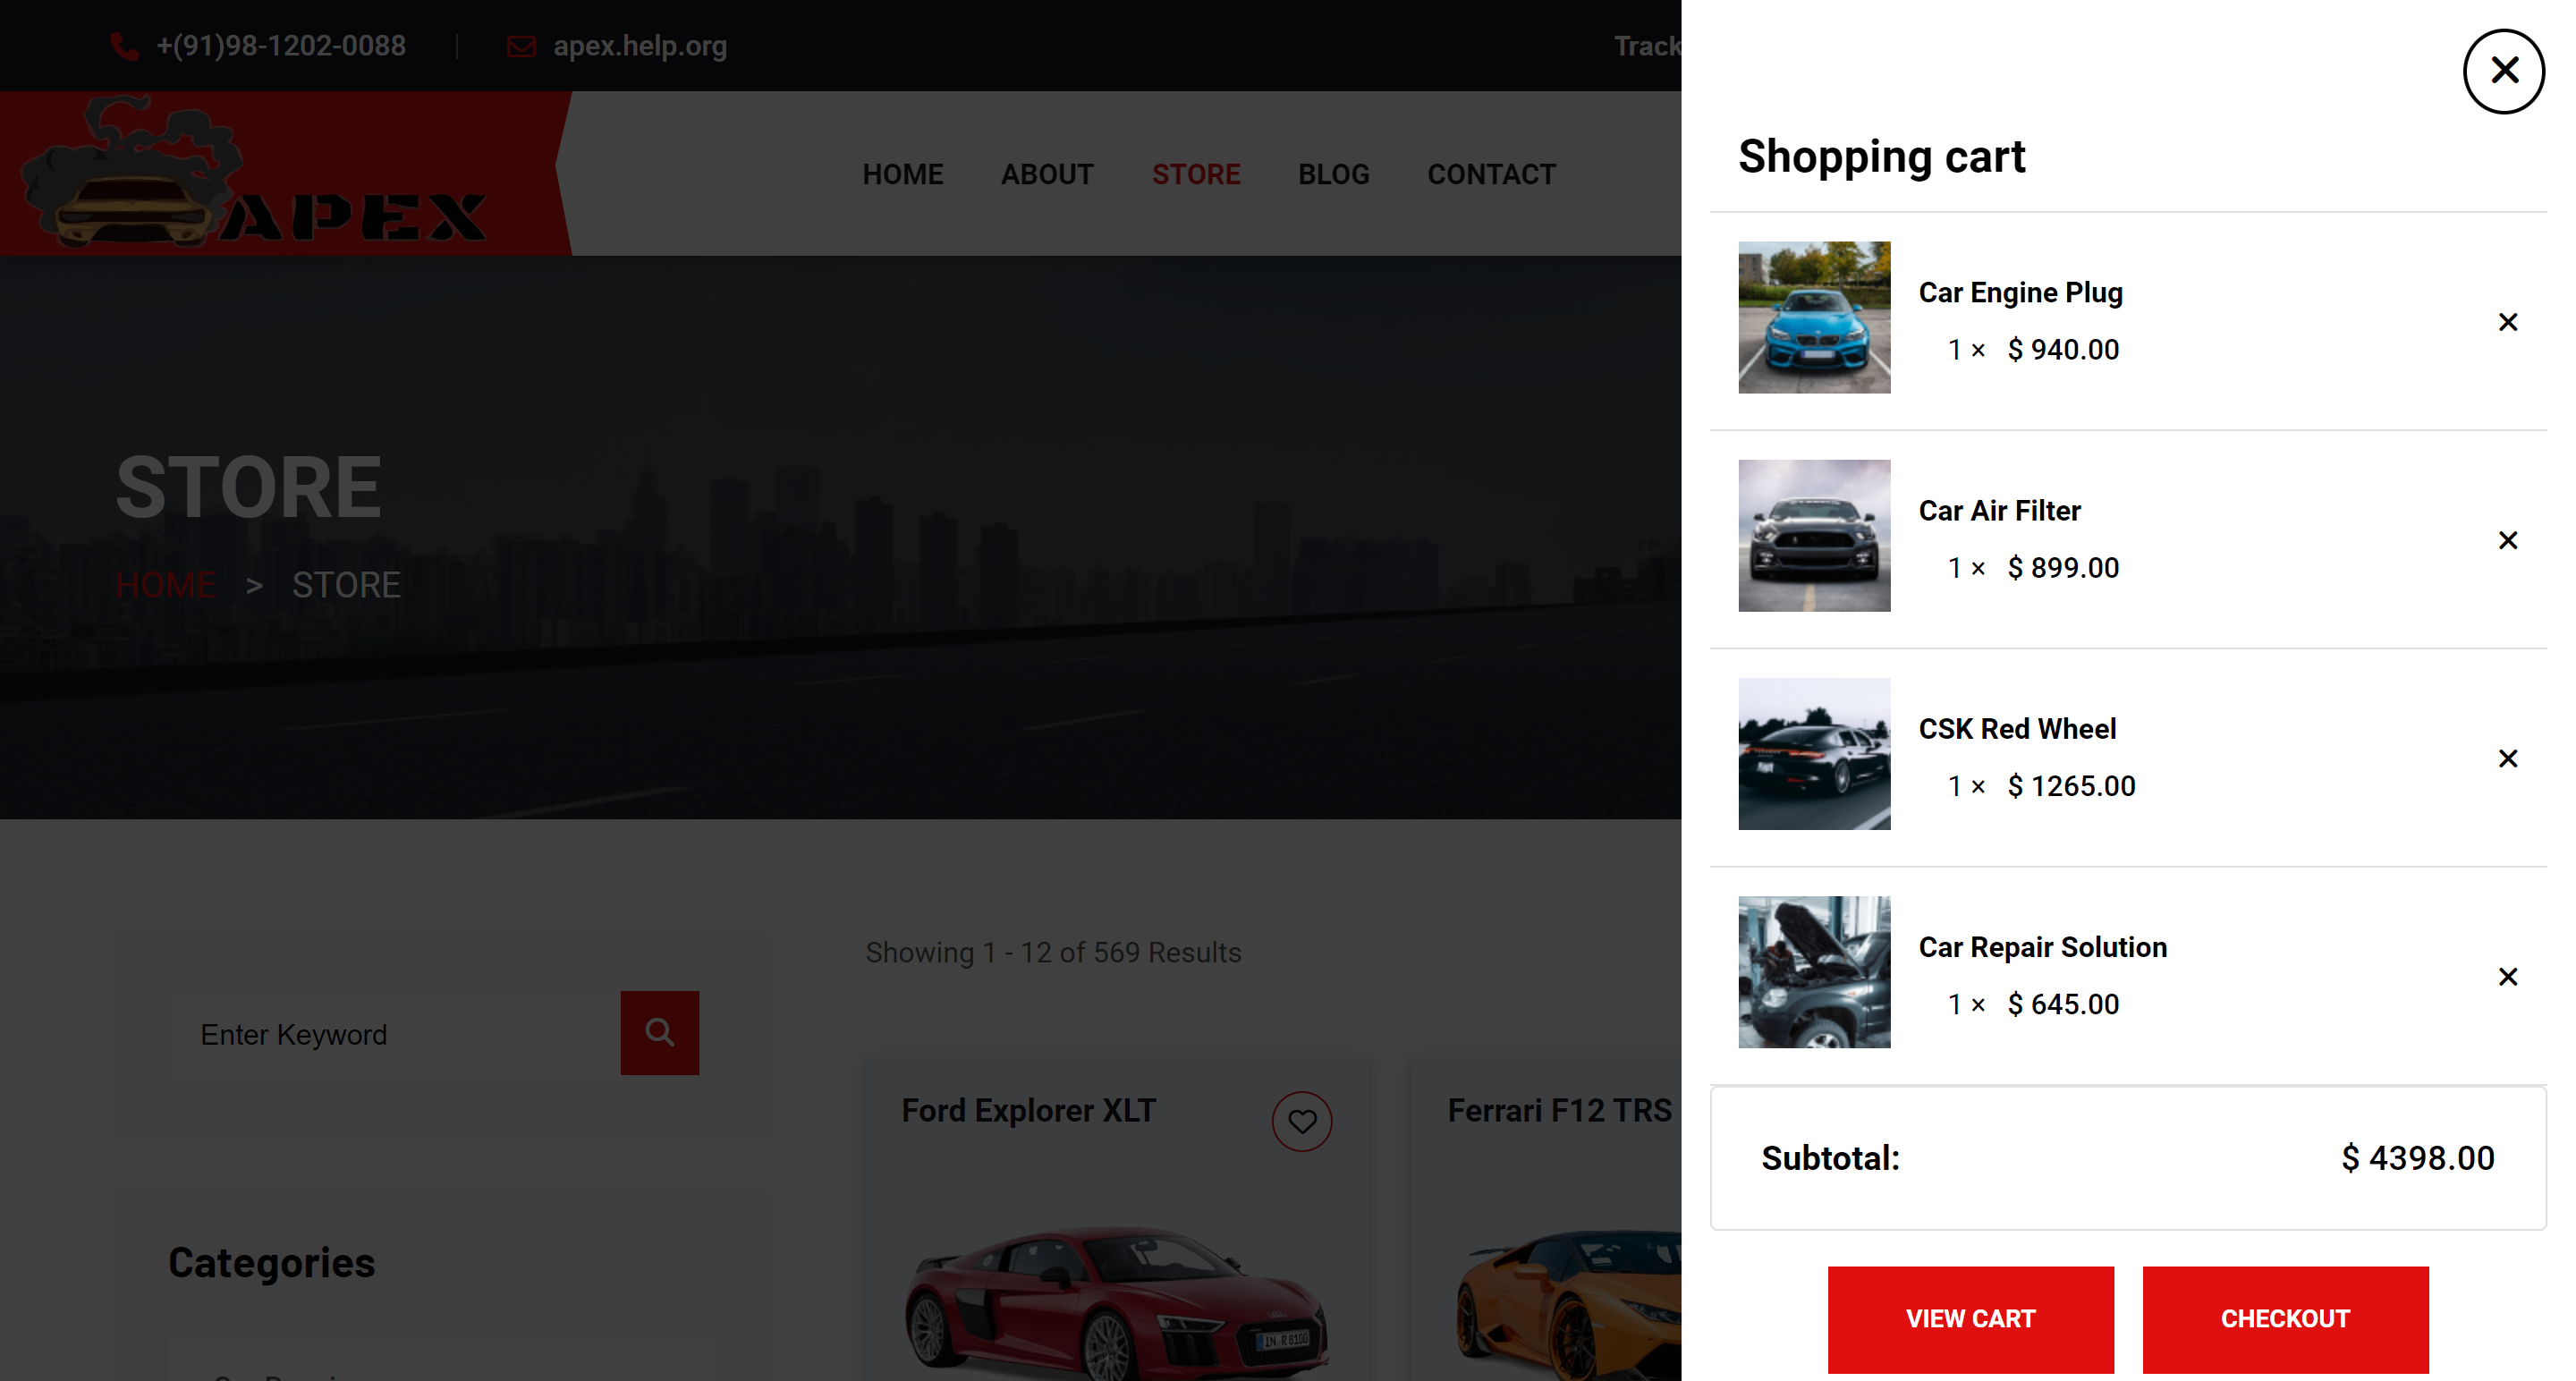 +(91)98-1202-0088
apex.help.org
Track
APEX
HOME ABOUT STORE BLOG CONTACT
STORE
HOME > STORE
Enter Keyword
Categories
Showing 1 - 12 of 569 Results
Ford Explorer XLT
IN R 8100
Ferrari F12 TRS
Shopping cart
Car Engine Plug
1 × $ 940.00
Car Air Filter
1 × $ 899.00
CSK Red Wheel
1 × $ 1265.00
Car Repair Solution
1 × $ 645.00
Subtotal: $ 4398.00
VIEW CART CHECKOUT